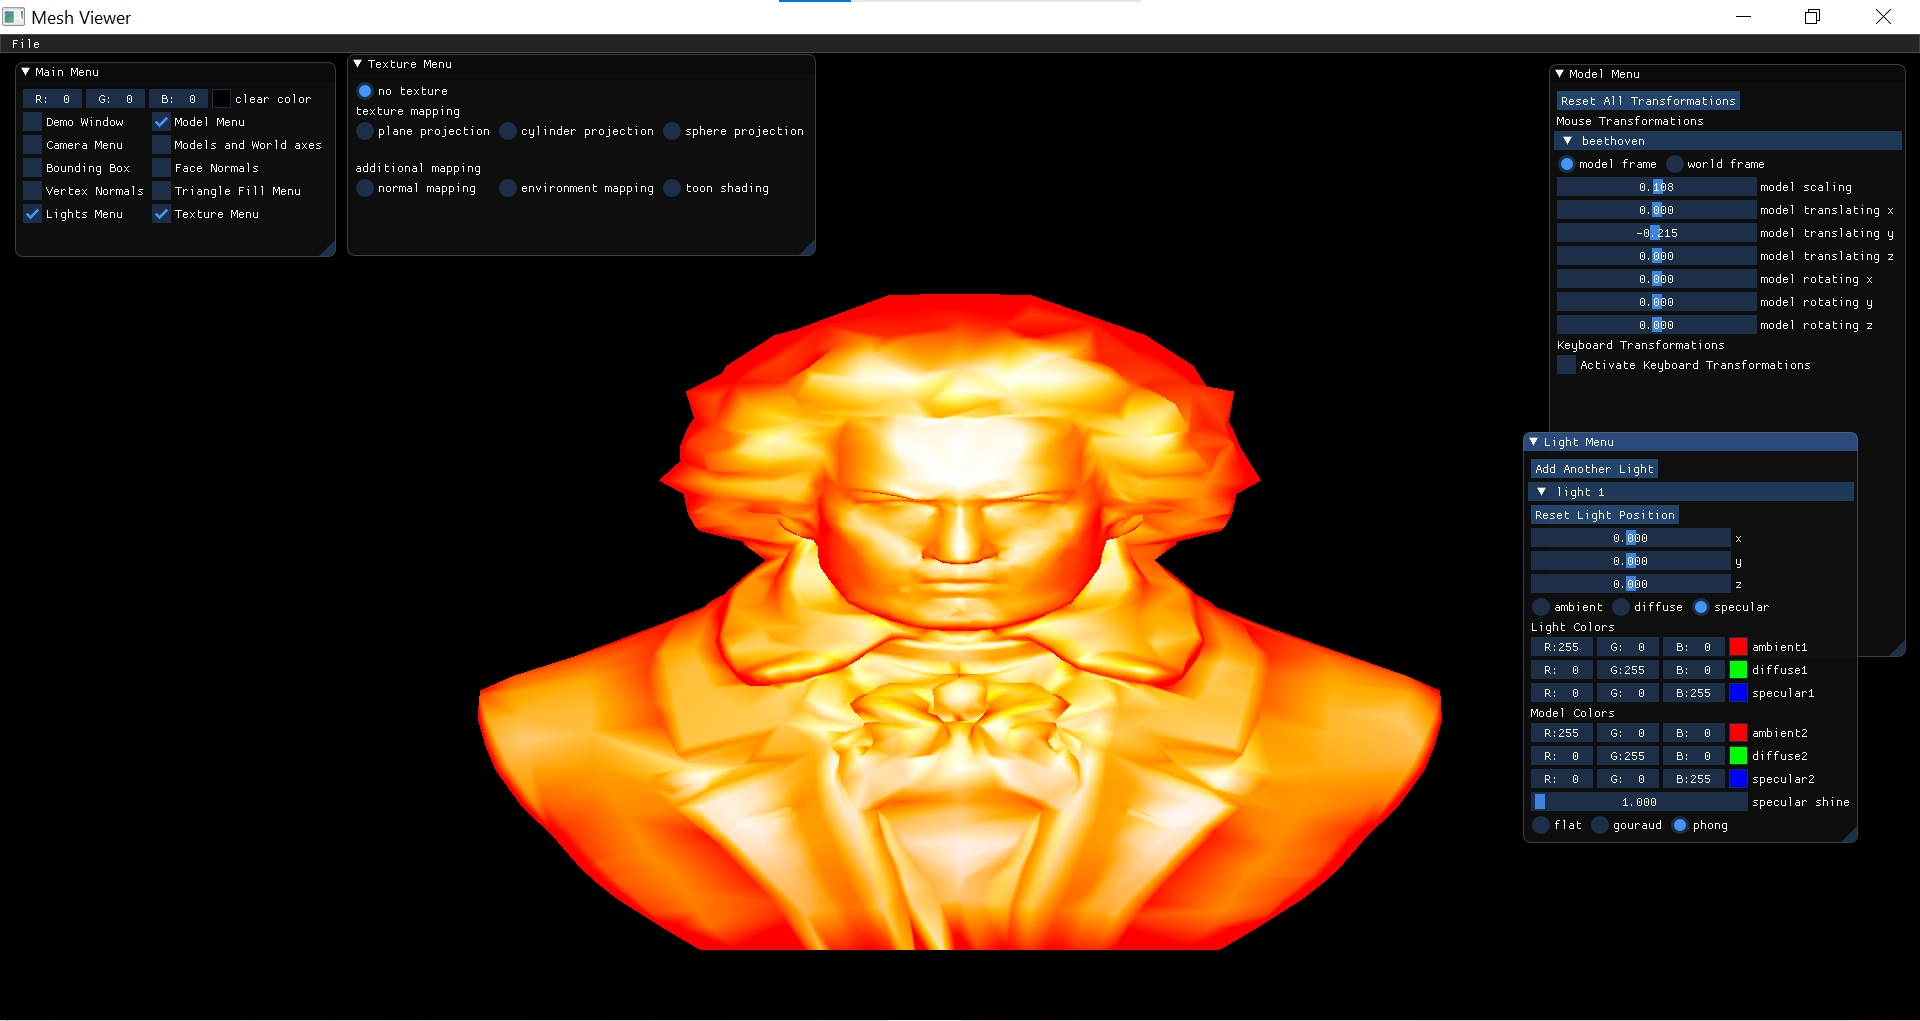 Mesh Viewer
File
Main Menu
R: 0 G: 0 B: 0 clear color
Demo Window Model Menu
Camera Menu Models and World axes
Bounding Box Face Normals
Vertex Normals Triangle Fill Menu
Lights Menu Texture Menu
Texture Menu
no texture
texture mapping
plane projection cylinder projection sphere projection
additional mapping
normal mapping environment mapping toon shading
Model Menu
Reset All Transformations
Mouse Transformations
beethoven
model frame world frame
0.108 model scaling
0.000 model translating x
-0.215 model translating y
0.000 model translating z
0.000 model rotating x
0.000 model rotating y
0.000 model rotating z
Keyboard Transformations
Activate Keyboard Transformations
Light Menu
Add Another Light
light 1
Reset Light Position
0.000 x
0.000 y
0.000 z
ambient diffuse specular
Light Colors
R:255 G: 0 B: 0 ambient1
R: 0 G:255 B: 0 diffuse1
R: 0 G: 0 B:255 specular1
Model Colors
R:255 G: 0 B: 0 ambient2
R: 0 G:255 B: 0 diffuse2
R: 0 G: 0 B:255 specular2
1.000 specular shine
flat gouraud phong